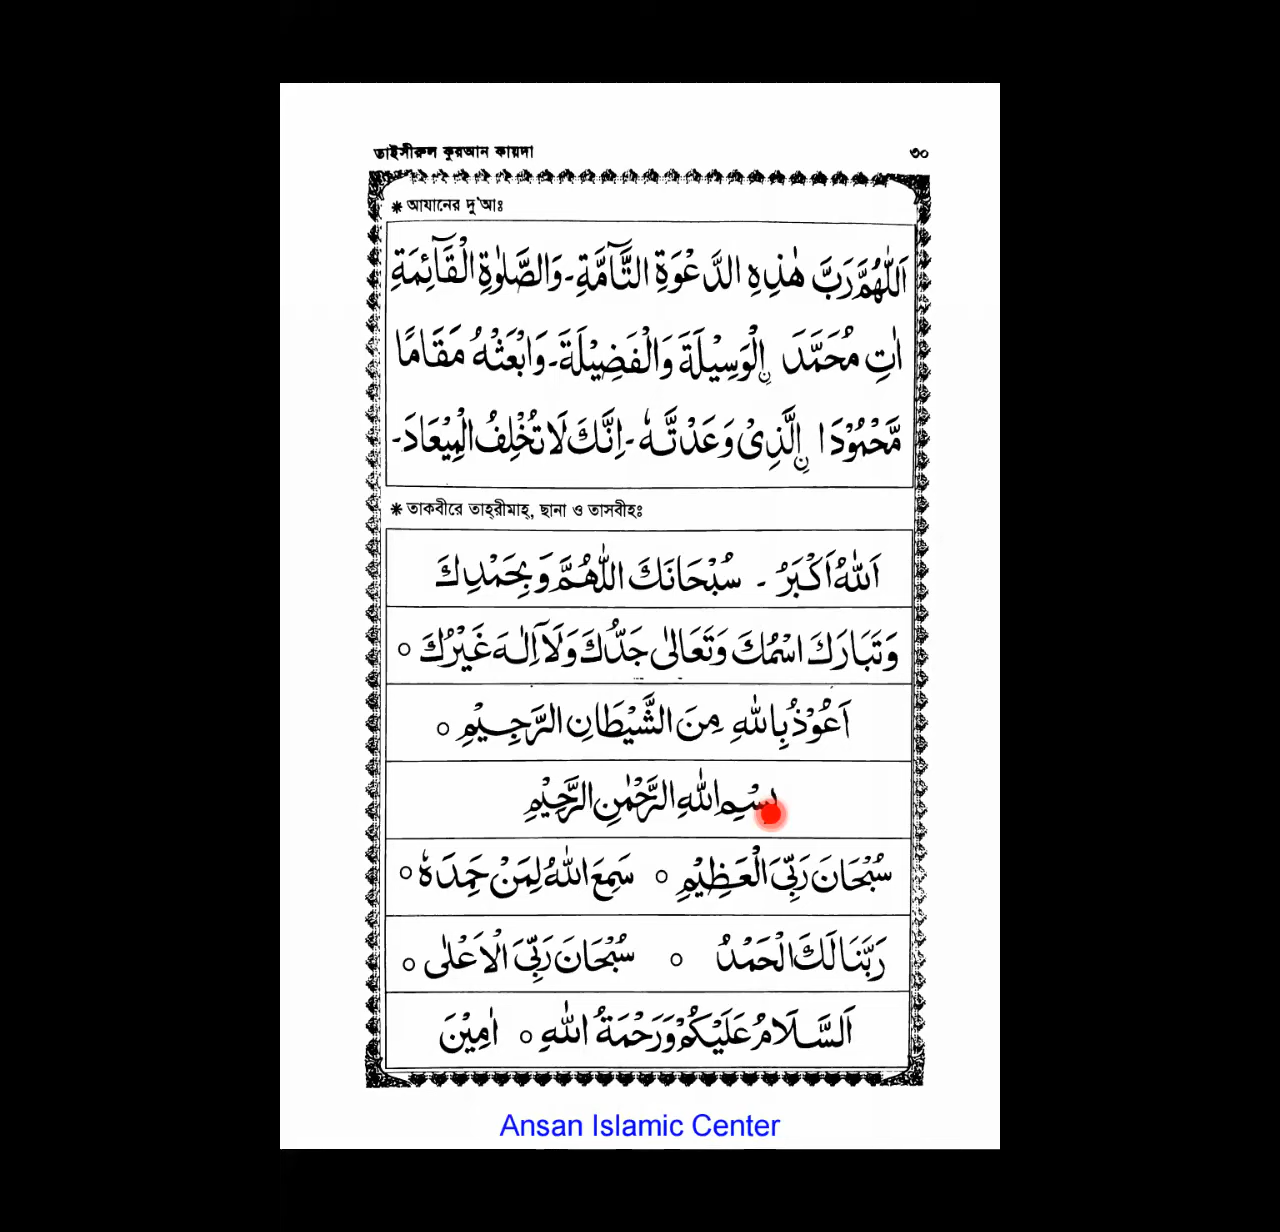 তাইসীরুল কুরআন কায়দা ৩০
* আযানের দু'আঃ
اَللّٰهُمَّ رَبَّ هٰذِهِ الدَّعْوَةِ التَّآمَّةِ۔ وَالصَّلٰوةِ الْقَآئِمَةِ
اٰتِ مُحَمَّدَ نِ الْوَسِيْلَةَ وَالْفَضِيْلَةَ۔ وَابْعَثْهُ مَقَامًا
مَّحْمُوْدَا نِ الَّذِىْ وَعَدْتَّهٗ۔ اِنَّكَ لَا تُخْلِفُ الْمِيْعَادَ۔
* তাকবীরে তাহ্‌রীমাহ্‌, ছানা ও তাসবীহঃ
اَللّٰهُ اَكْبَرُ ۔ سُبْحَانَكَ اللّٰهُمَّ وَبِحَمْدِكَ
وَتَبَارَكَ اسْمُكَ وَتَعَالٰى جَدُّكَ وَلَآ اِلٰهَ غَيْرُكَ ○
اَعُوْذُ بِاللّٰهِ مِنَ الشَّيْطَانِ الرَّجِيْمِ ○
بِسْمِ اللّٰهِ الرَّحْمٰنِ الرَّحِيْمِ
سُبْحَانَ رَبِّىَ الْعَظِيْمِ ○ سَمِعَ اللّٰهُ لِمَنْ حَمِدَهٗ ○
رَبَّنَا لَكَ الْحَمْدُ ○ سُبْحَانَ رَبِّىَ الْاَعْلٰى ○
اَلسَّلَامُ عَلَيْكُمْ وَرَحْمَةُ اللّٰهِ ○ اٰمِيْنَ
Ansan Islamic Center